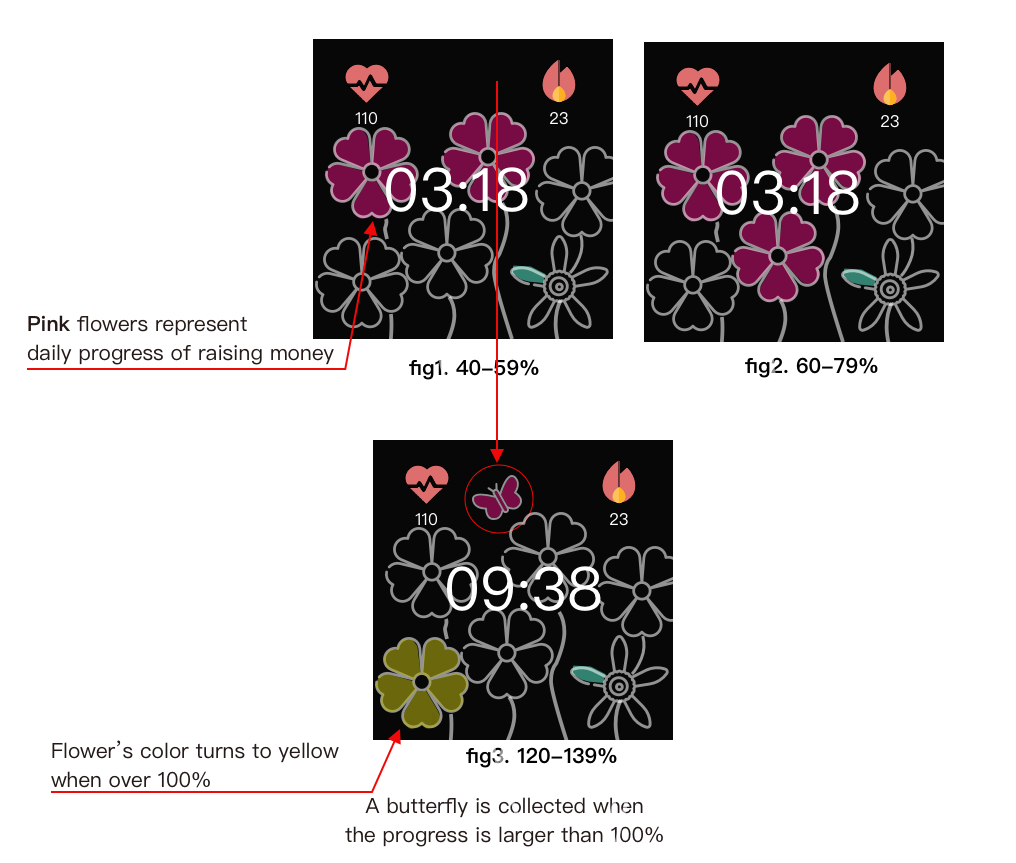 110
23
03:18
110
23
03:18
Pink flowers represent
daily progress of raising money
fig1. 40–59%
fig2. 60–79%
110
23
09:38
Flower’s color turns to yellow
when over 100%
fig3. 120–139%
A butterfly is collected when
the progress is larger than 100%